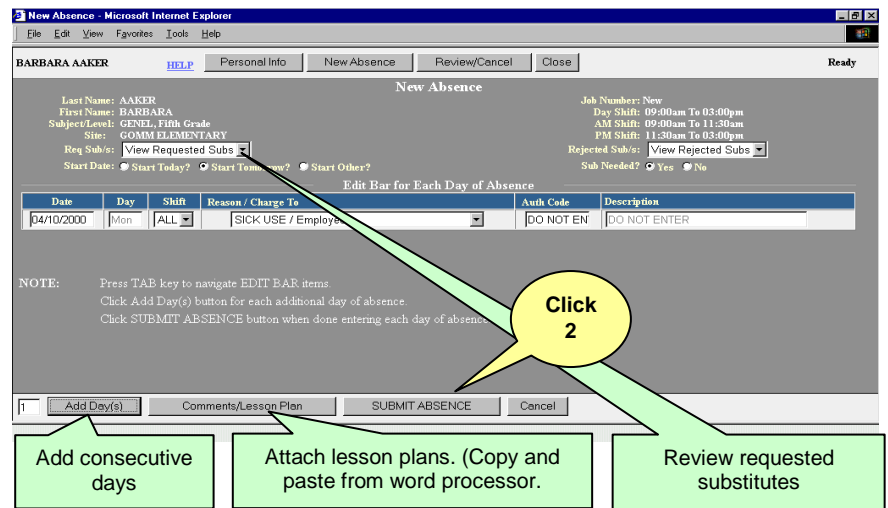 New Absence - Microsoft Internet Explorer
File Edit View Favorites Tools Help
BARBARA AAKER HELP Personal Info New Absence Review/Cancel Close Ready
New Absence
Last Name: AAKER Job Number: New
First Name: BARBARA Day Shift: 09:00am To 03:00pm
Subject/Level: GENEL, Fifth Grade AM Shift: 09:00am To 11:30am
Site: GOMM ELEMENTARY PM Shift: 11:30am To 03:00pm
Req Sub/s: View Requested Subs Rejected Sub/s: View Rejected Subs
Start Date: Start Today? Start Tomorrow? Start Other? Sub Needed? Yes No
Edit Bar for Each Day of Absence
Date Day Shift Reason / Charge To Auth Code Description
04/10/2000 Mon ALL SICK USE / Employee DO NOT EN DO NOT ENTER
NOTE: Press TAB key to navigate EDIT BAR items.
Click Add Day(s) button for each additional day of absence.
Click SUBMIT ABSENCE button when done entering each day of absence
Click
2
1 Add Day(s) Comments/Lesson Plan SUBMIT ABSENCE Cancel
Add consecutive
days
Attach lesson plans. (Copy and
paste from word processor.
Review requested
substitutes